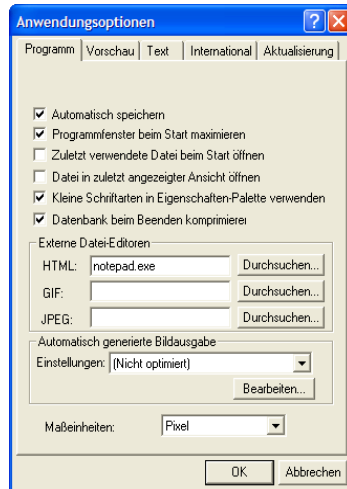 Anwendungsoptionen
Programm Vorschau Text International Aktualisierung
Automatisch speichern
Programmfenster beim Start maximieren
Zuletzt verwendete Datei beim Start öffnen
Datei in zuletzt angezeigter Ansicht öffnen
Kleine Schriftarten in Eigenschaften-Palette verwenden
Datenbank beim Beenden komprimierei
Externe Datei-Editoren
HTML: notepad.exe Durchsuchen...
GIF: Durchsuchen...
JPEG: Durchsuchen...
Automatisch generierte Bildausgabe
Einstellungen: (Nicht optimiert)
Bearbeiten...
Maßeinheiten: Pixel
OK Abbrechen